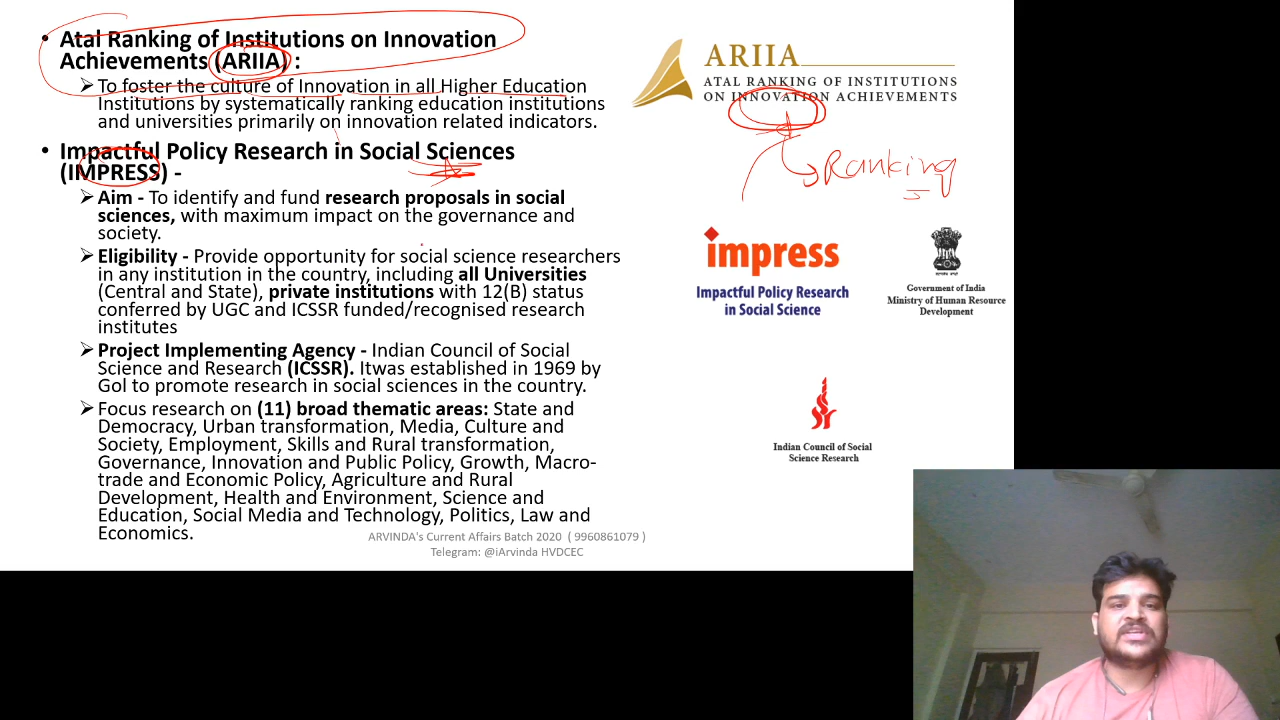 • Atal Ranking of Institutions on Innovation
Achievements (ARIIA) :
➢ To foster the culture of Innovation in all Higher Education
Institutions by systematically ranking education institutions
and universities primarily on innovation related indicators.
• Impactful Policy Research in Social Sciences
(IMPRESS) -
➢ Aim - To identify and fund research proposals in social
sciences, with maximum impact on the governance and
society.
➢ Eligibility - Provide opportunity for social science researchers
in any institution in the country, including all Universities
(Central and State), private institutions with 12(B) status
conferred by UGC and ICSSR funded/recognised research
institutes
➢ Project Implementing Agency - Indian Council of Social
Science and Research (ICSSR). Itwas established in 1969 by
GoI to promote research in social sciences in the country.
➢ Focus research on (11) broad thematic areas: State and
Democracy, Urban transformation, Media, Culture and
Society, Employment, Skills and Rural transformation,
Governance, Innovation and Public Policy, Growth, Macro-
trade and Economic Policy, Agriculture and Rural
Development, Health and Environment, Science and
Education, Social Media and Technology, Politics, Law and
Economics.
ARIIA
ATAL RANKING OF INSTITUTIONS
ON INNOVATION ACHIEVEMENTS
Ranking
impress
Impactful Policy Research
in Social Science
Government of India
Ministry of Human Resource
Development
Indian Council of Social
Science Research
ARVINDA's Current Affairs Batch 2020 ( 9960861079 )
Telegram: @iArvinda HVDCEC